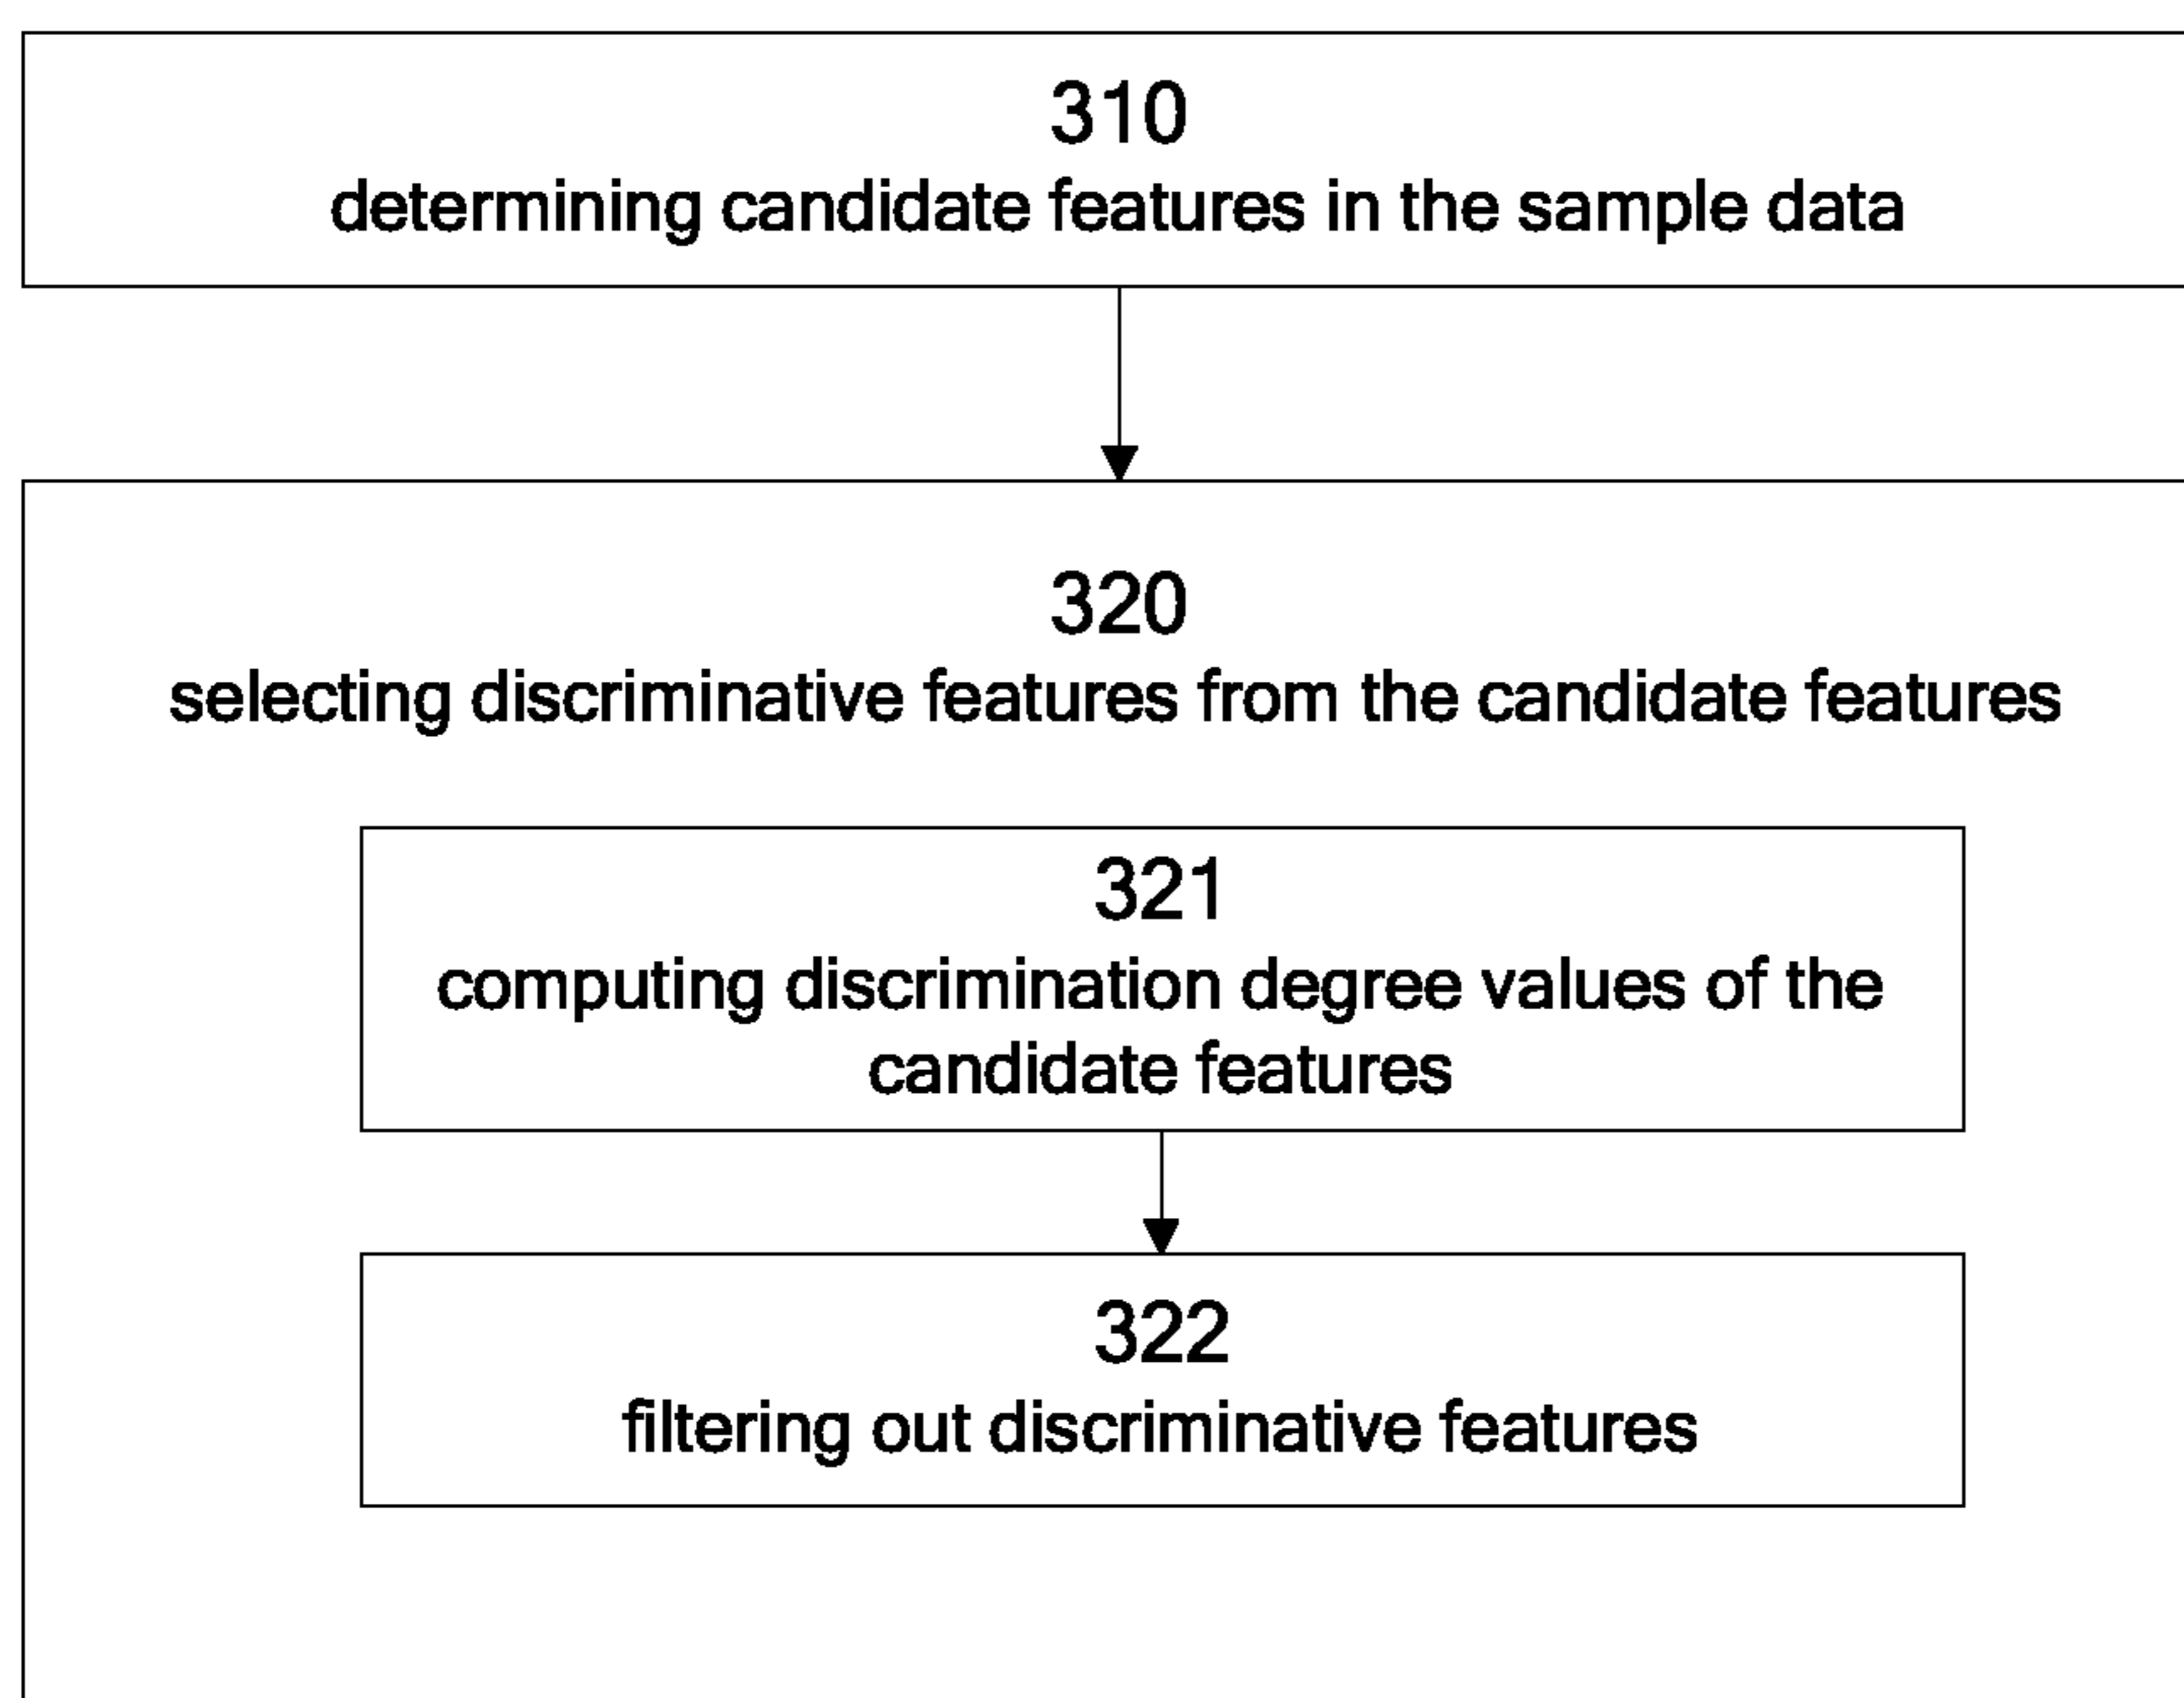 310
determining candidate features in the sample data
320
selecting discriminative features from the candidate features
321
computing discrimination degree values of the
candidate features
322
filtering out discriminative features